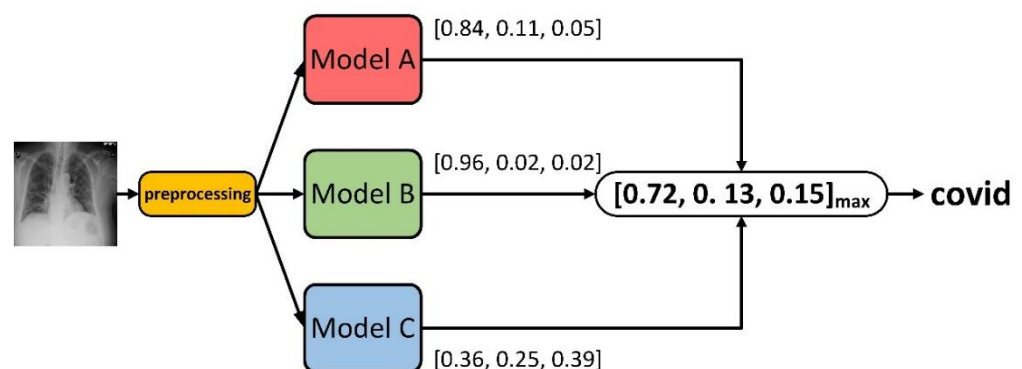 [0.84, 0.11, 0.05]
Model A
preprocessing
[0.96, 0.02, 0.02]
Model B
[0.72, 0. 13, 0.15]max
covid
Model C
[0.36, 0.25, 0.39]